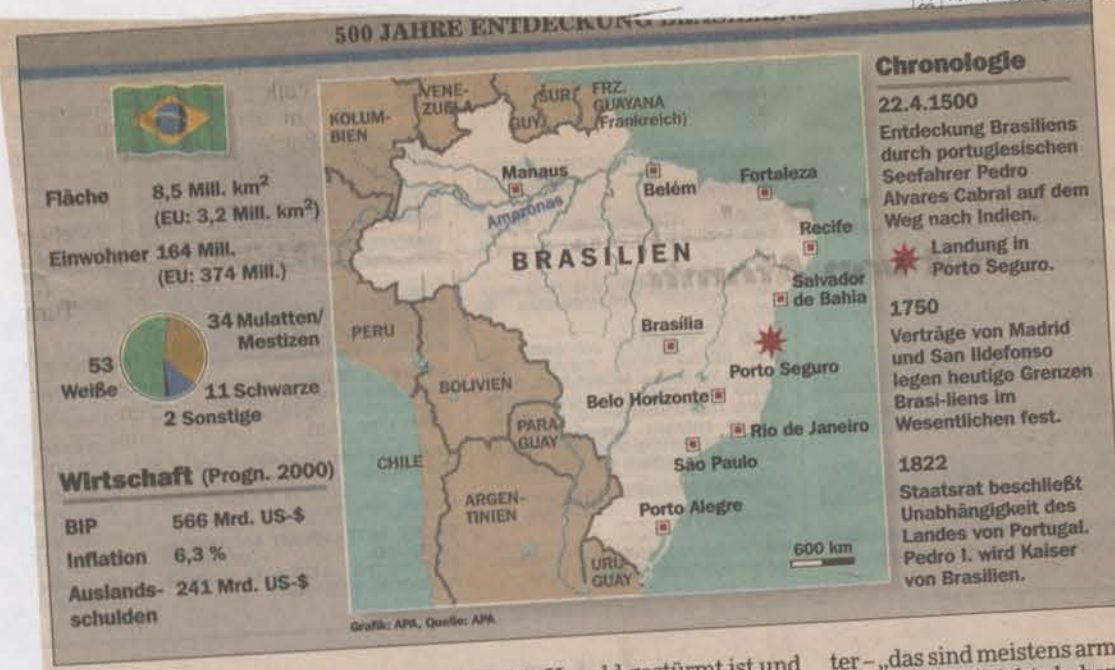 500 JAHRE ENTDECKUNG BRASILIENS
Fläche 8,5 Mill. km²
(EU: 3,2 Mill. km²)
Einwohner 164 Mill.
(EU: 374 Mill.)
34 Mulatten/
Mestizen
53
Weiße
11 Schwarze
2 Sonstige
Wirtschaft (Progn. 2000)
BIP 566 Mrd. US-$
Inflation 6,3 %
Auslands- 241 Mrd. US-$
schulden
KOLUM-
BIEN
VENE-
ZUELA
GUY.
SUR.
FRZ.
GUAYANA
(Frankreich)
Manaus
Belém
Fortaleza
Amazonas
Recife
BRASILIEN
Salvador
de Bahia
PERU
Brasília
Porto Seguro
BOLIVIEN
Belo Horizonte
PARA-
GUAY
Rio de Janeiro
CHILE
São Paulo
ARGEN-
TINIEN
Porto Alegre
600 km
URU-
GUAY
Grafik: APA, Quelle: APA
Chronologie
22.4.1500
Entdeckung Brasiliens
durch portugiesischen
Seefahrer Pedro
Alvares Cabral auf dem
Weg nach Indien.
Landung in
Porto Seguro.
1750
Verträge von Madrid
und San Ildefonso
legen heutige Grenzen
Brasi-liens im
Wesentlichen fest.
1822
Staatsrat beschließt
Unabhängigkeit des
Landes von Portugal.
Pedro I. wird Kaiser
von Brasilien.
gestürmt ist und
ter – „das sind meistens arm